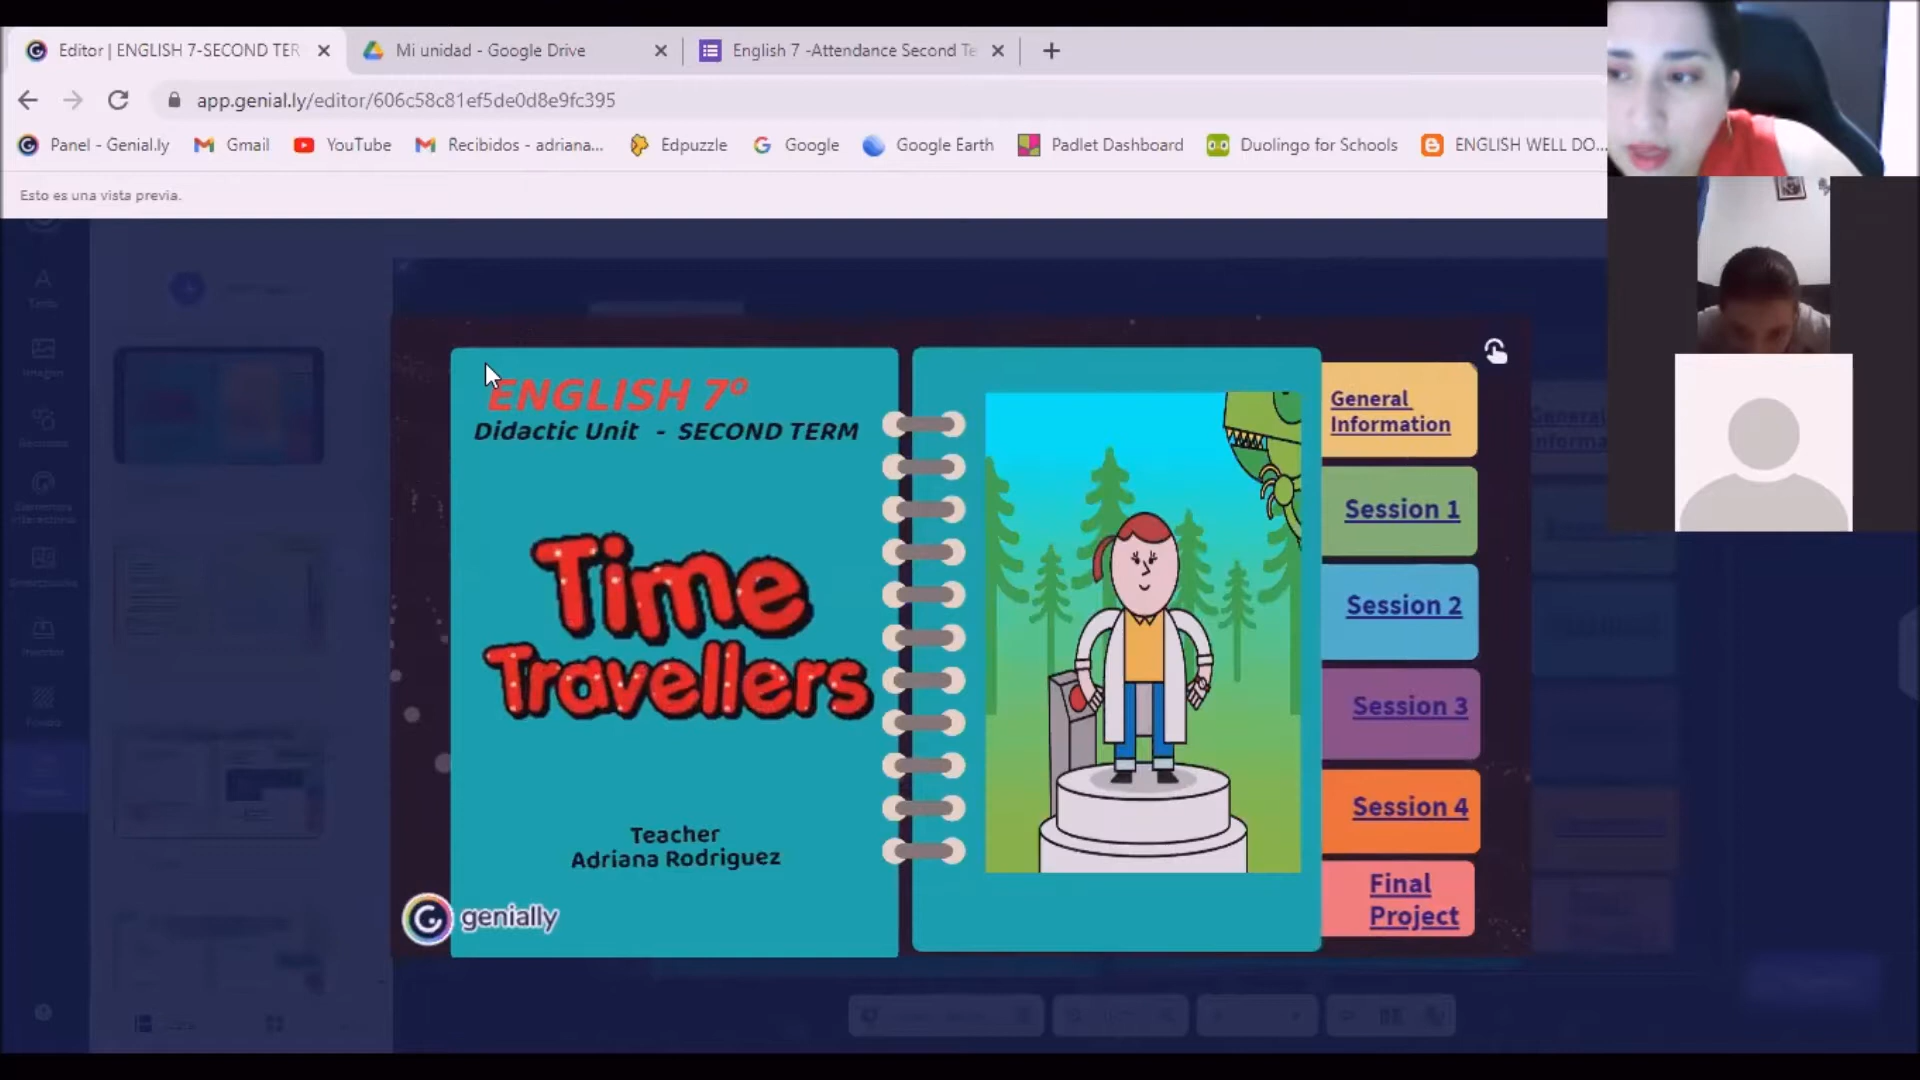 Editor | ENGLISH 7-SECOND TER
Mi unidad - Google Drive
English 7 -Attendance Second Te
app.genial.ly/editor/606c58c81ef5de0d8e9fc395
Panel - Genial.ly
Gmail
YouTube
Recibidos - adriana...
Edpuzzle
Google
Google Earth
Padlet Dashboard
Duolingo for Schools
ENGLISH WELL DO...
Esto es una vista previa.
ENGLISH 7º
Didactic Unit - SECOND TERM
Time
Travellers
Teacher
Adriana Rodriguez
genially
General
Information
Session 1
Session 2
Session 3
Session 4
Final
Project